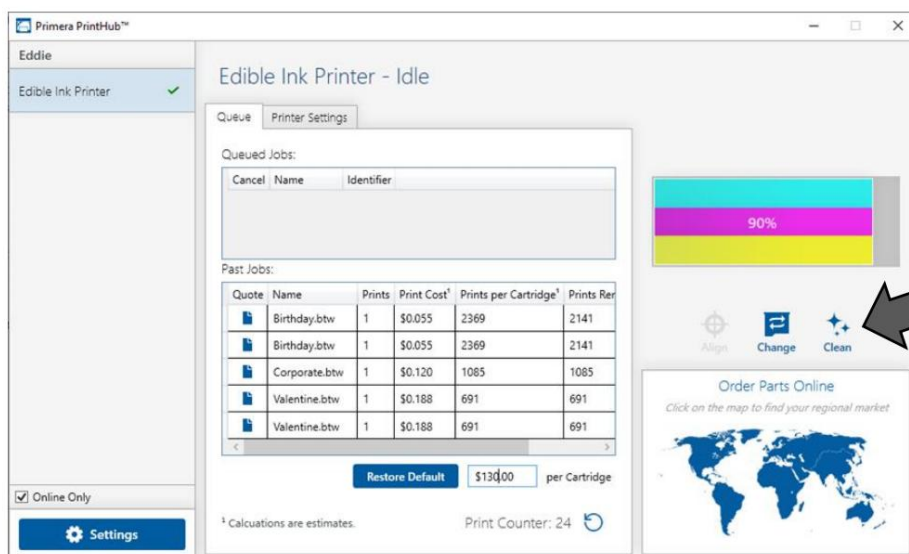 Primera PrintHub™
Eddie
Edible Ink Printer
Edible Ink Printer - Idle
Queue Printer Settings
Queued Jobs:
Cancel Name Identifier
Past Jobs:
Quote Name Prints Print Cost¹ Prints per Cartridge¹ Prints Rer
Birthday.btw 1 $0.055 2369 2141
Birthday.btw 1 $0.055 2369 2141
Corporate.btw 1 $0.120 1085 1085
Valentine.btw 1 $0.188 691 691
Valentine.btw 1 $0.188 691 691
Restore Default $130.00 per Cartridge
¹ Calcuations are estimates. Print Counter: 24
Online Only
Settings
90%
Align Change Clean
Order Parts Online
Click on the map to find your regional market